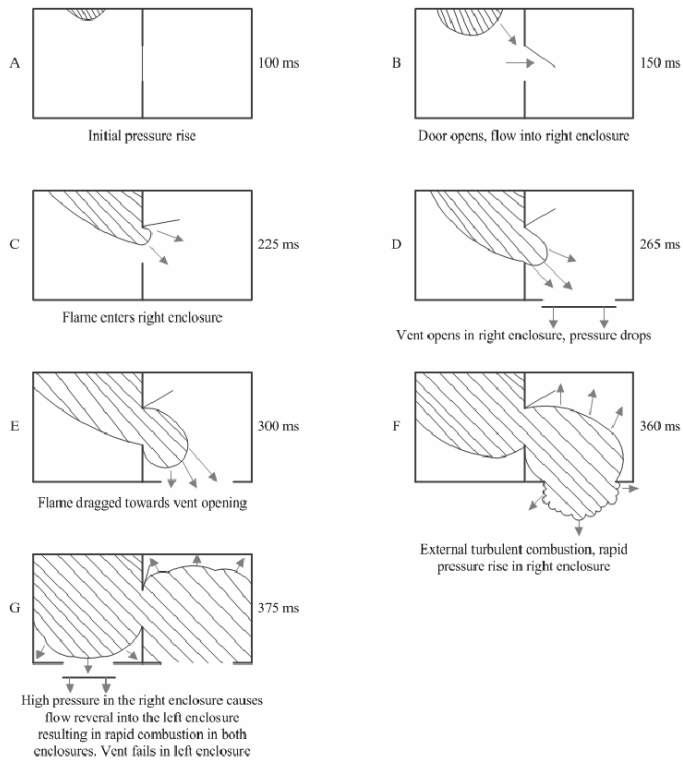 A
100 ms
Initial pressure rise
B
150 ms
Door opens, flow into right enclosure
C
225 ms
Flame enters right enclosure
D
265 ms
Vent opens in right enclosure, pressure drops
E
300 ms
Flame dragged towards vent opening
F
360 ms
External turbulent combustion, rapid
pressure rise in right enclosure
G
375 ms
High pressure in the right enclosure causes
flow reveral into the left enclosure
resulting in rapid combustion in both
enclosures. Vent fails in left enclosure